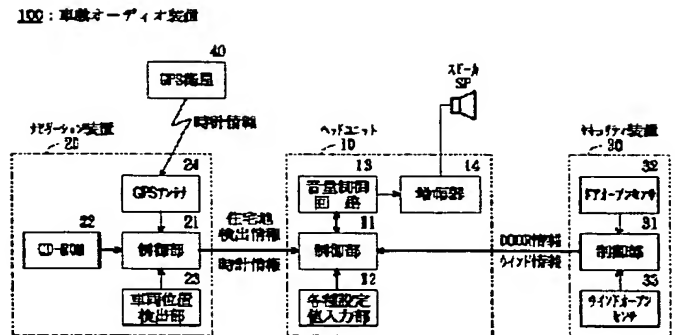 100：車載オーディオ装置
40
GPS衛星
時計情報
スピーカ
SP
ナビゲーション装置
20
ヘッドユニット
10
セキュリティ装置
30
24
GPSアンテナ
13
音量制御
回 路
14
増幅器
32
ドアオープンセンサ
22
CD-ROM
21
制御部
住宅地
検出情報
時計情報
11
制御部
DOOR情報
ウインド情報
31
制御部
23
車両位置
検出部
12
各種設定
値入力部
33
ウインドオープン
センサ